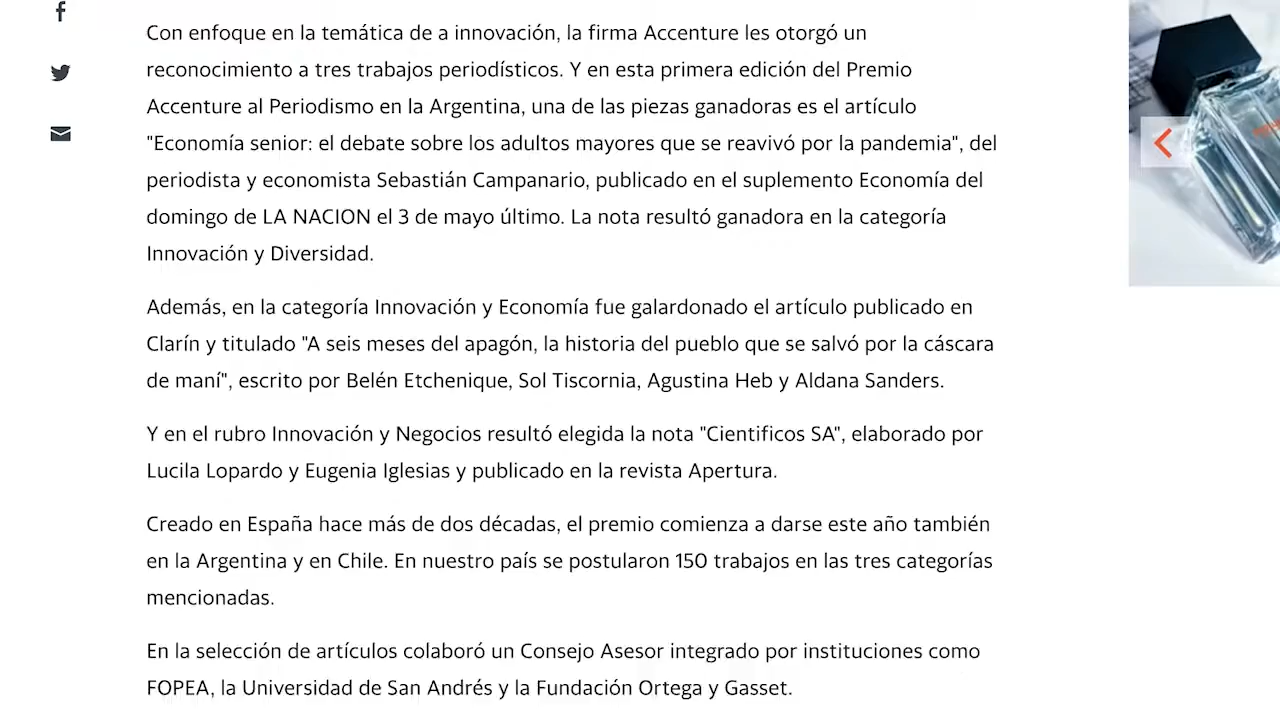 Con enfoque en la temática de a innovación, la firma Accenture les otorgó un
reconocimiento a tres trabajos periodísticos. Y en esta primera edición del Premio
Accenture al Periodismo en la Argentina, una de las piezas ganadoras es el artículo
"Economía senior: el debate sobre los adultos mayores que se reavivó por la pandemia", del
periodista y economista Sebastián Campanario, publicado en el suplemento Economía del
domingo de LA NACION el 3 de mayo último. La nota resultó ganadora en la categoría
Innovación y Diversidad.
Además, en la categoría Innovación y Economía fue galardonado el artículo publicado en
Clarín y titulado "A seis meses del apagón, la historia del pueblo que se salvó por la cáscara
de maní", escrito por Belén Etchenique, Sol Tiscornia, Agustina Heb y Aldana Sanders.
Y en el rubro Innovación y Negocios resultó elegida la nota "Cientificos SA", elaborado por
Lucila Lopardo y Eugenia Iglesias y publicado en la revista Apertura.
Creado en España hace más de dos décadas, el premio comienza a darse este año también
en la Argentina y en Chile. En nuestro país se postularon 150 trabajos en las tres categorías
mencionadas.
En la selección de artículos colaboró un Consejo Asesor integrado por instituciones como
FOPEA, la Universidad de San Andrés y la Fundación Ortega y Gasset.